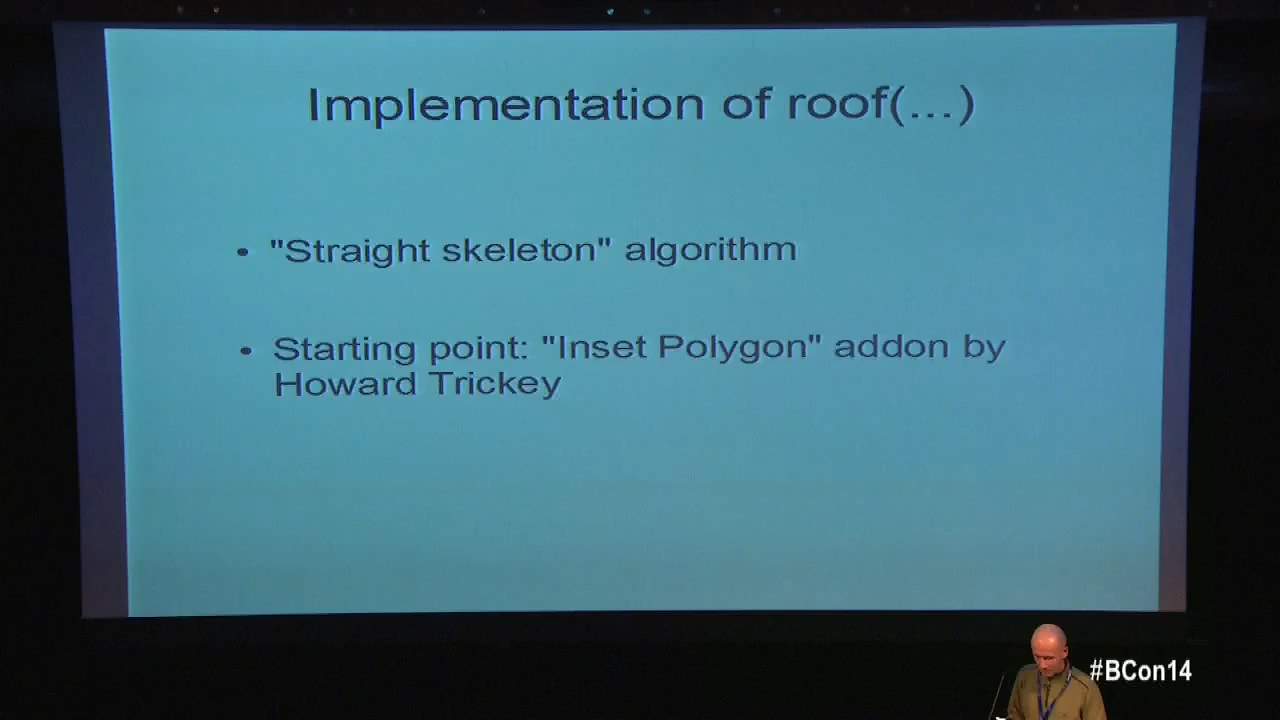 Implementation of roof(...)
• "Straight skeleton" algorithm
• Starting point: "Inset Polygon" addon by
Howard Trickey
#BCon14